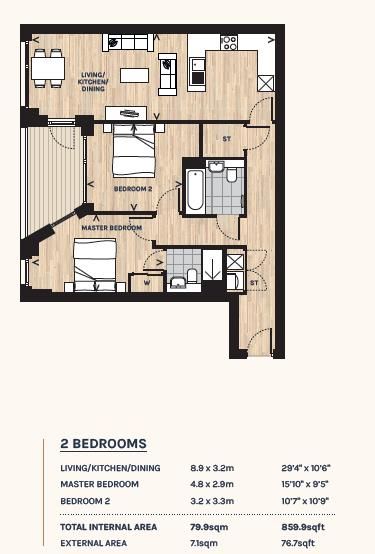 LIVING/
KITCHEN/
DINING
ST
BEDROOM 2
MASTER BEDROOM
W
ST
2 BEDROOMS
LIVING/KITCHEN/DINING 8.9 x 3.2m 29'4" x 10'6"
MASTER BEDROOM 4.8 x 2.9m 15'10" x 9'5"
BEDROOM 2 3.2 x 3.3m 10'7" x 10'9"
TOTAL INTERNAL AREA 79.9sqm 859.9sqft
EXTERNAL AREA 7.1sqm 76.7sqft